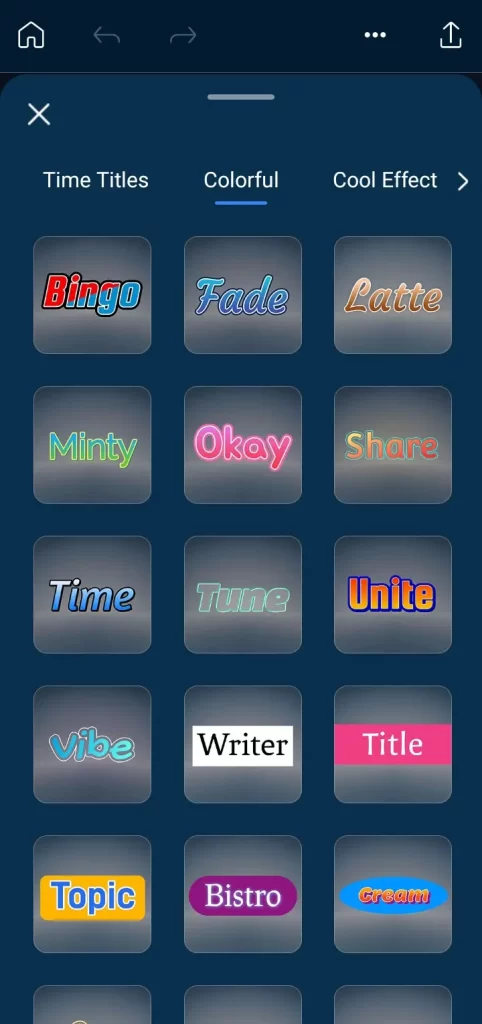 Time Titles Colorful Cool Effect
Bingo Fade Latte
Minty Okay Share
Time Tune Unite
Vibe Writer Title
Topic Bistro Cream